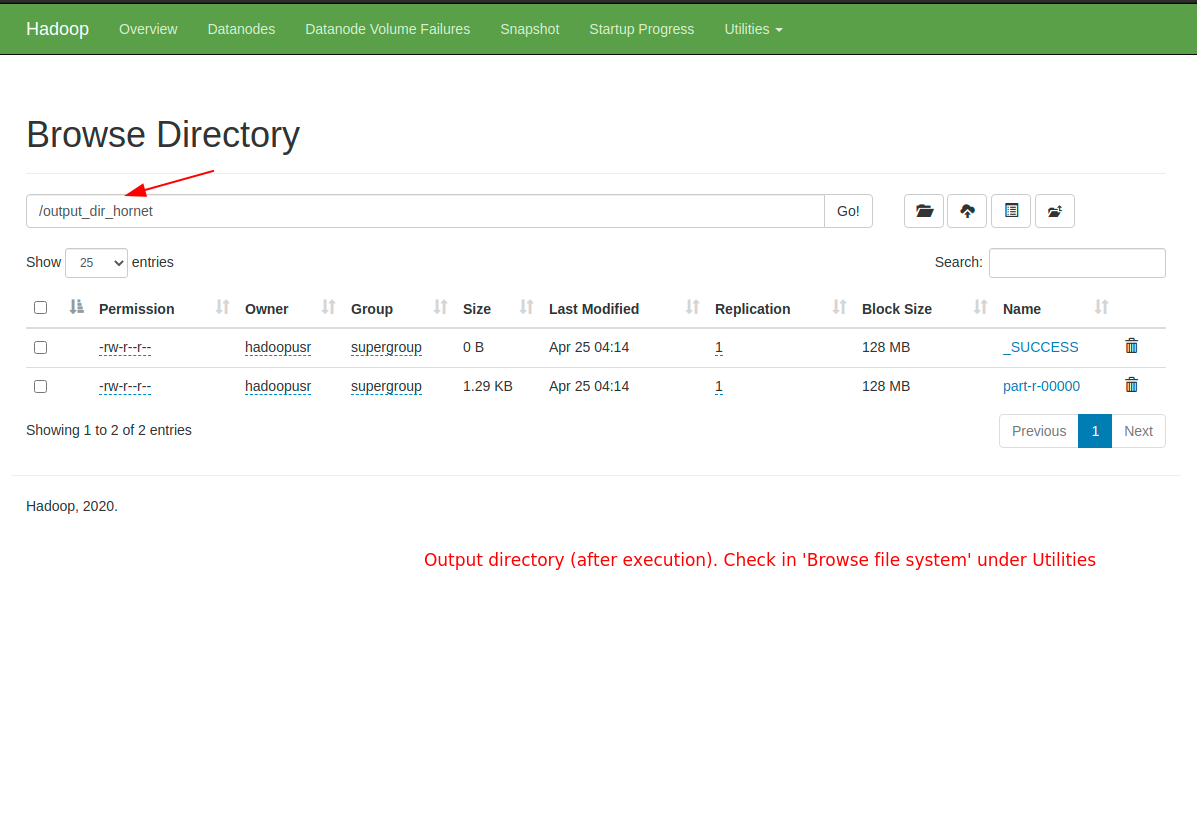 Hadoop Overview Datanodes Datanode Volume Failures Snapshot Startup Progress Utilities
Browse Directory
/output_dir_hornet Go!
Show 25 entries Search:
Permission Owner Group Size Last Modified Replication Block Size Name
-rw-r--r-- hadoopusr supergroup 0 B Apr 25 04:14 1 128 MB _SUCCESS
-rw-r--r-- hadoopusr supergroup 1.29 KB Apr 25 04:14 1 128 MB part-r-00000
Showing 1 to 2 of 2 entries Previous 1 Next
Hadoop, 2020.
Output directory (after execution). Check in 'Browse file system' under Utilities